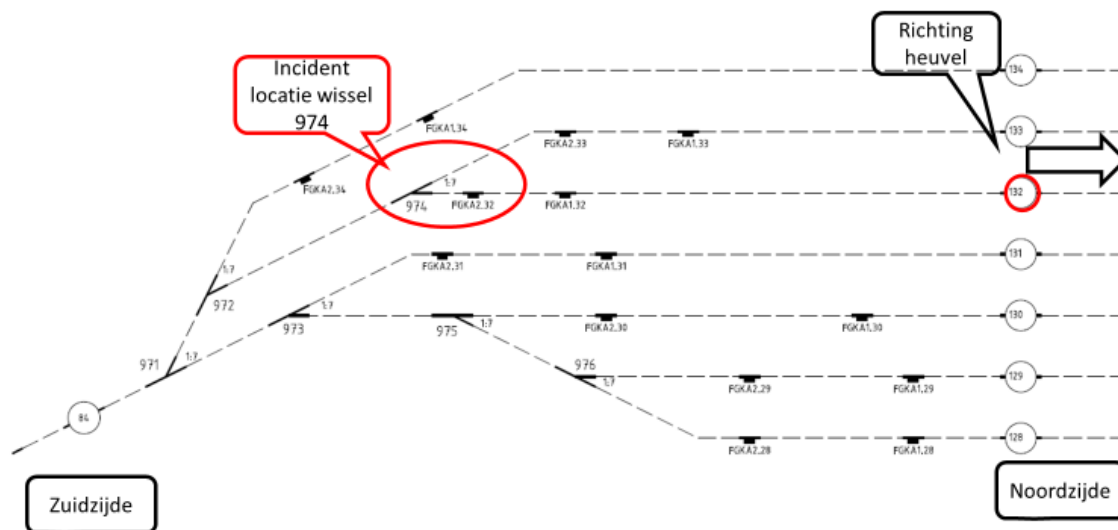 Richting
heuvel
134
Incident
locatie wissel
974
FGKA1,34
133
FGKA2,33
FGKA1,33
FGKA2,34
1:7
974
FGKA2,32
FGKA1,32
132
131
FGKA2,31
FGKA1,31
1:7
972
1:7
973
975
1:7
FGKA2,30
FGKA1,30
130
971
1:7
976
1:7
FGKA2,29
FGKA1,29
129
84
FGKA2,28
FGKA1,28
128
Zuidzijde
Noordzijde